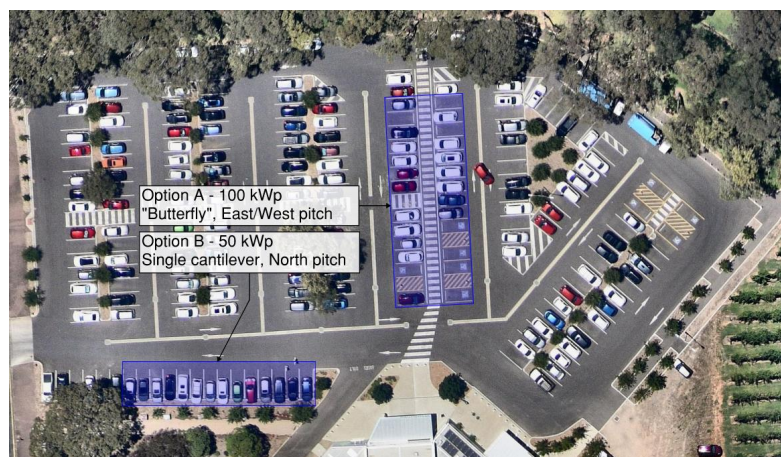 Option A - 100 kWp
"Butterfly", East/West pitch
Option B - 50 kWp
Single cantilever, North pitch